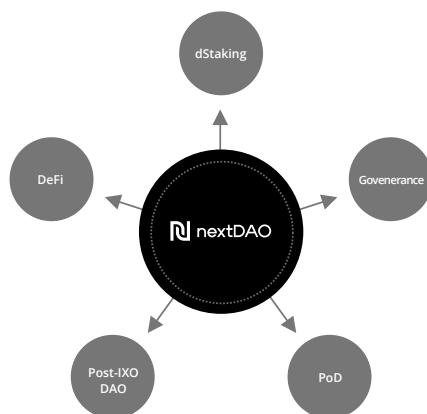 dStaking
DeFi
Govenerance
nextDAO
Post-IXO
DAO
PoD